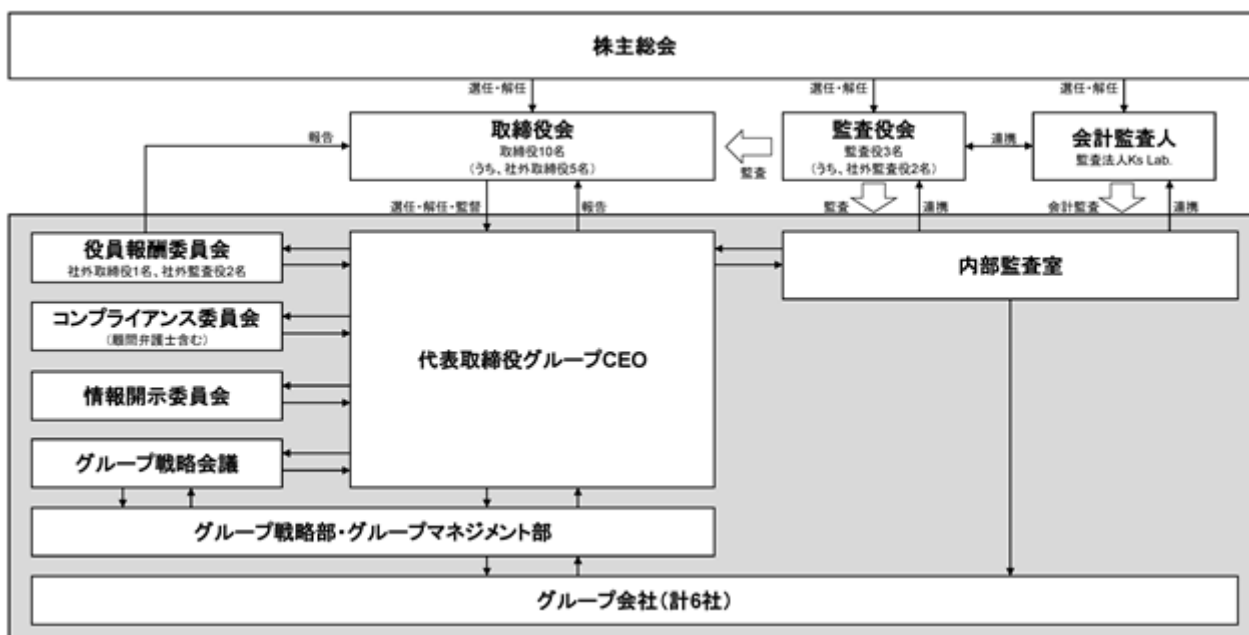 株主総会
選任・解任
選任・解任
選任・解任
取締役会
取締役10名
(うち、社外取締役5名)
監査役会
監査役3名
(うち、社外監査役2名)
会計監査人
監査法人Ks Lab.
報告
監査
連携
選任・解任・監督
報告
監査
連携
会計監査
連携
役員報酬委員会
社外取締役1名、社外監査役2名
コンプライアンス委員会
(顧問弁護士含む)
情報開示委員会
グループ戦略会議
代表取締役グループCEO
内部監査室
グループ戦略部・グループマネジメント部
グループ会社(計6社)